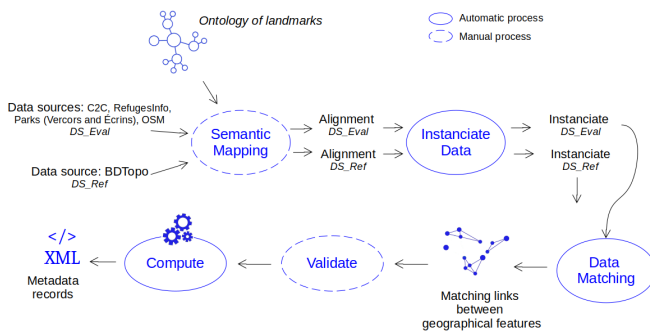 Ontology of landmarks
Automatic process
Manual process
Data sources: C2C, RefugesInfo,
Parks (Vercors and Écrins), OSM
DS_Eval
Data source: BDTopo
DS_Ref
Semantic
Mapping
Alignment
DS_Eval
Alignment
DS_Ref
Instanciate
Data
Instanciate
DS_Eval
Instanciate
DS_Ref
Data
Matching
Matching links
between
geographical features
Validate
Compute
</>
XML
Metadata
records